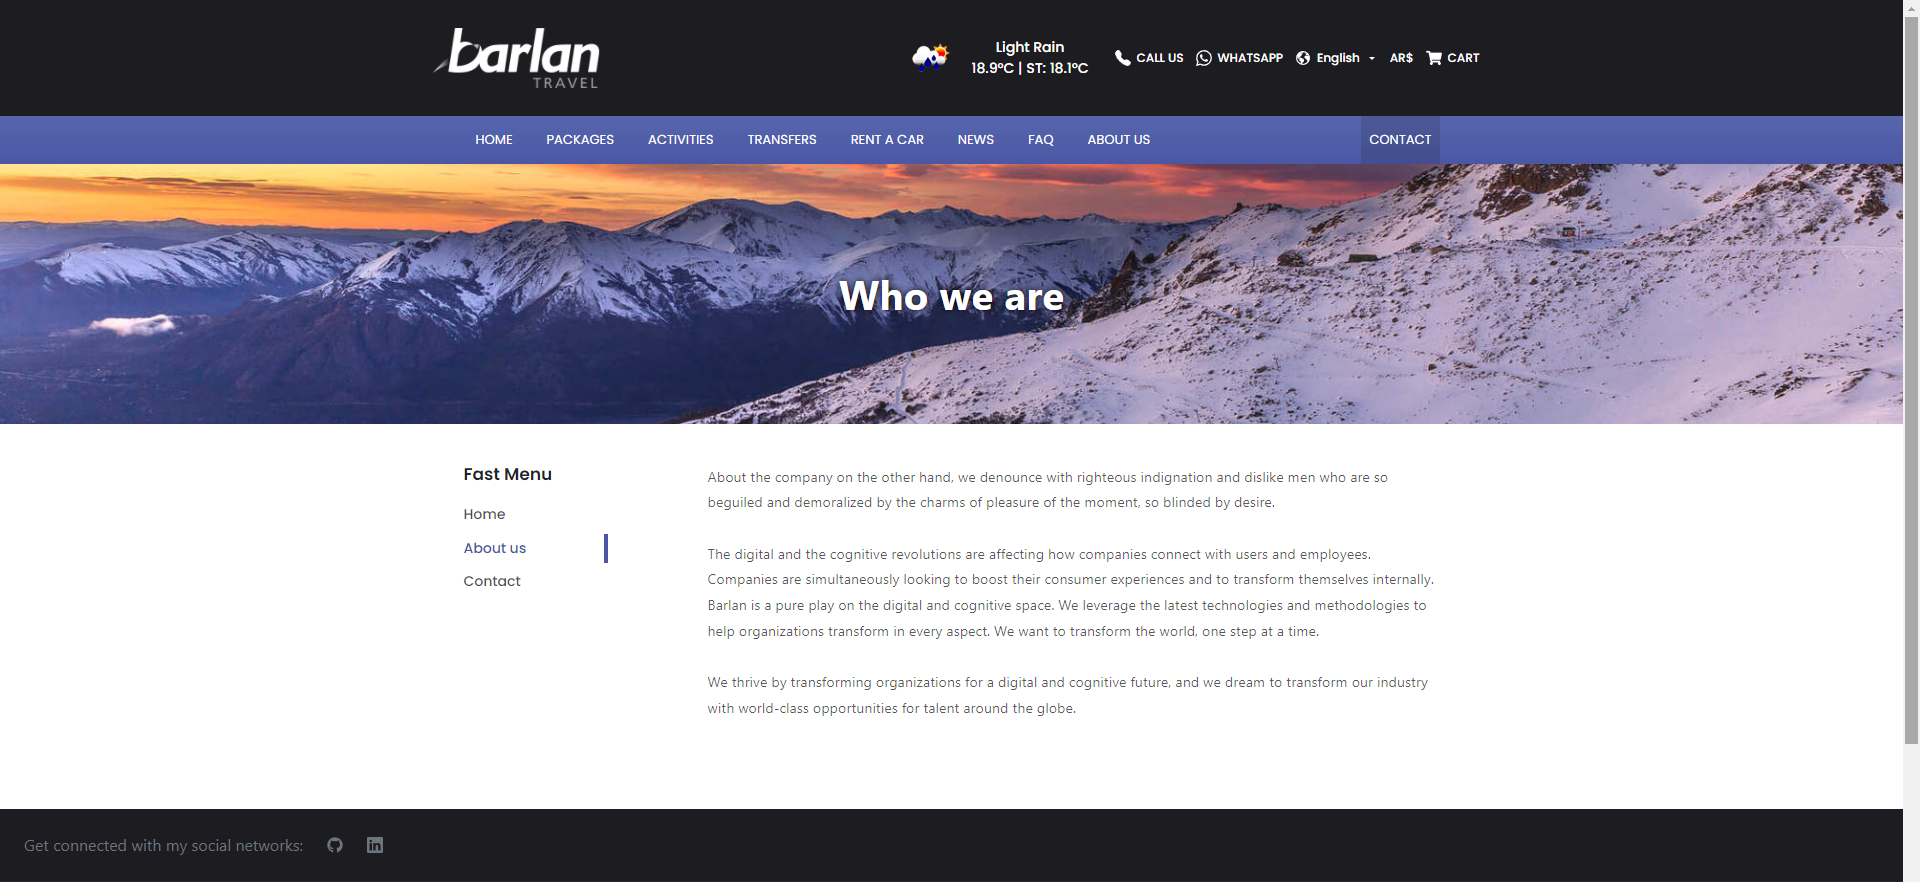 barlan
TRAVEL
Light Rain
18.9°C | ST: 18.1°C
CALL US
WHATSAPP
English
AR$
CART
HOME
PACKAGES
ACTIVITIES
TRANSFERS
RENT A CAR
NEWS
FAQ
ABOUT US
CONTACT
Who we are
Fast Menu
Home
About us
Contact
About the company on the other hand, we denounce with righteous indignation and dislike men who are so
beguiled and demoralized by the charms of pleasure of the moment, so blinded by desire.
The digital and the cognitive revolutions are affecting how companies connect with users and employees.
Companies are simultaneously looking to boost their consumer experiences and to transform themselves internally.
Barlan is a pure play on the digital and cognitive space. We leverage the latest technologies and methodologies to
help organizations transform in every aspect. We want to transform the world, one step at a time.
We thrive by transforming organizations for a digital and cognitive future, and we dream to transform our industry
with world-class opportunities for talent around the globe.
Get connected with my social networks: